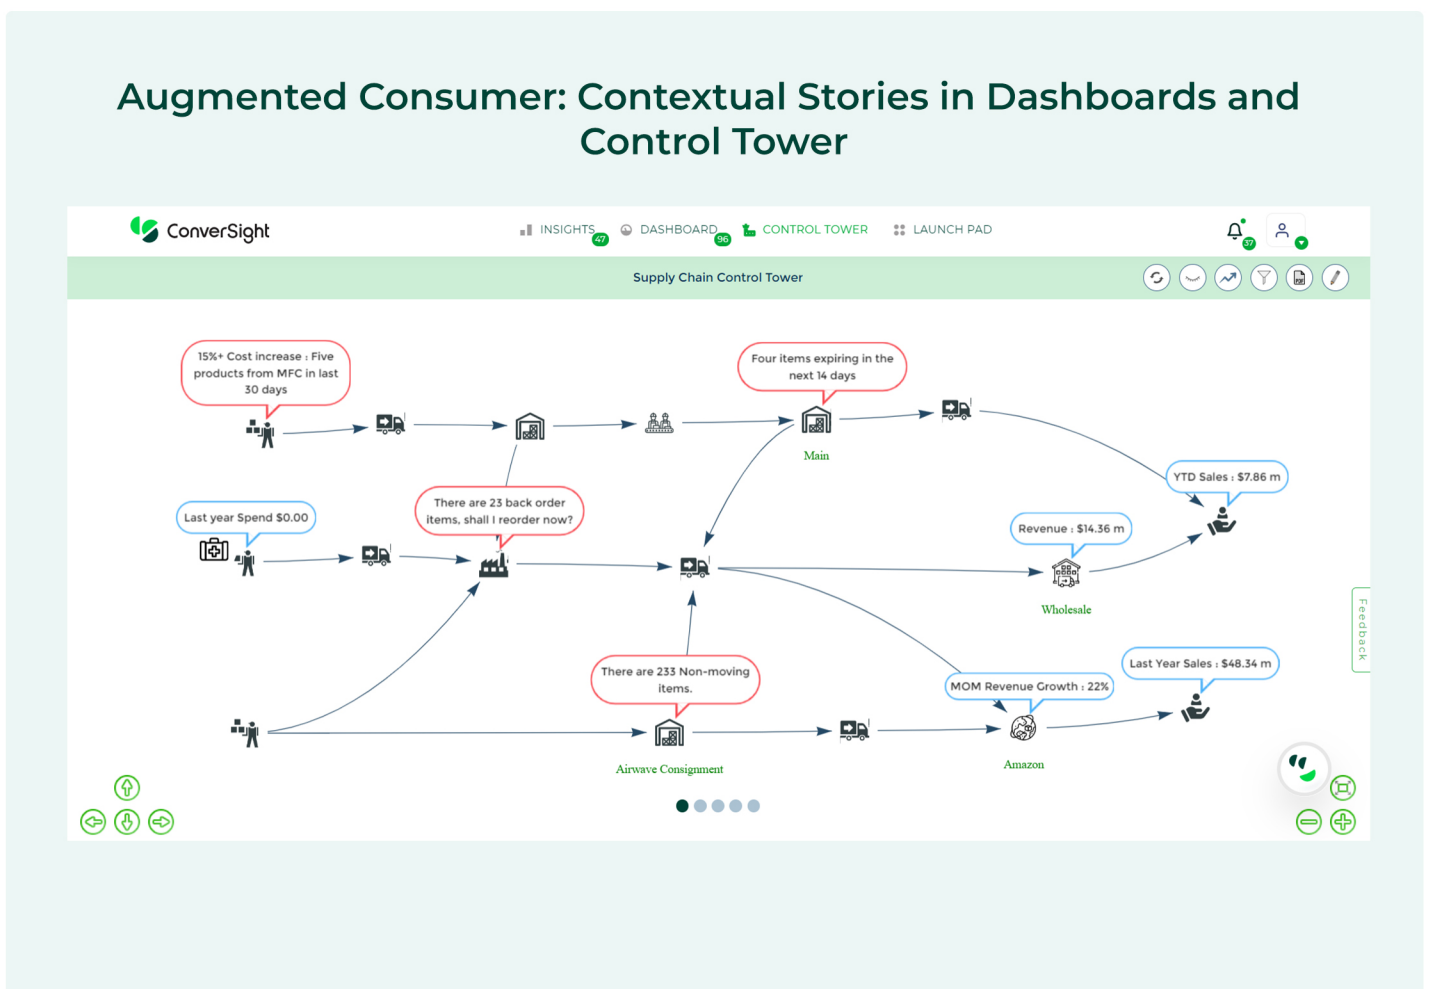 Augmented Consumer: Contextual Stories in Dashboards and
Control Tower
ConverSight
INSIGHTS
47
DASHBOARD
96
CONTROL TOWER
LAUNCH PAD
37
Supply Chain Control Tower
PDF
15%+ Cost increase : Five
products from MFC in last
30 days
Four items expiring in the
next 14 days
Main
YTD Sales : $7.86 m
Last year Spend $0.00
There are 23 back order
items, shall I reorder now?
Revenue : $14.36 m
Wholesale
Feedback
There are 233 Non-moving
items.
MOM Revenue Growth : 22%
Last Year Sales : $48.34 m
Airwave Consignment
Amazon